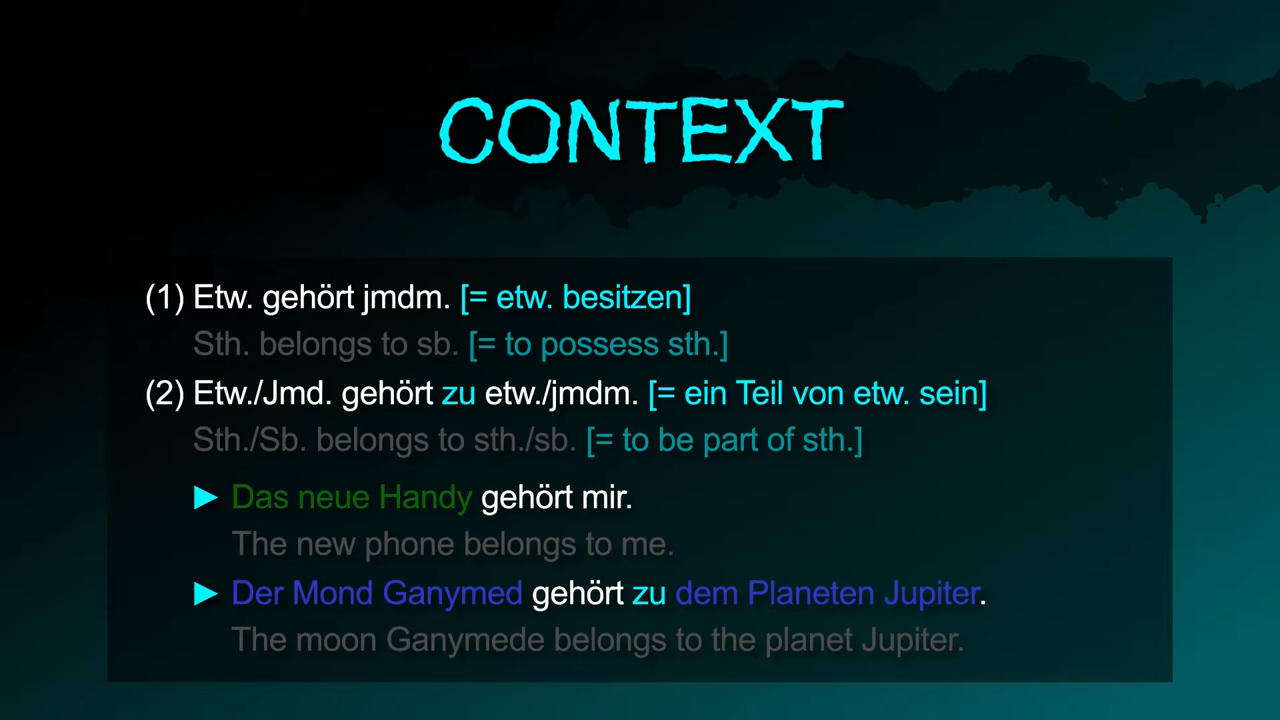 CONTEXT
(1) Etw. gehört jmdm. [= etw. besitzen]
Sth. belongs to sb. [= to possess sth.]
(2) Etw./Jmd. gehört zu etw./jmdm. [= ein Teil von etw. sein]
Sth./Sb. belongs to sth./sb. [= to be part of sth.]
► Das neue Handy gehört mir.
The new phone belongs to me.
► Der Mond Ganymed gehört zu dem Planeten Jupiter.
The moon Ganymede belongs to the planet Jupiter.